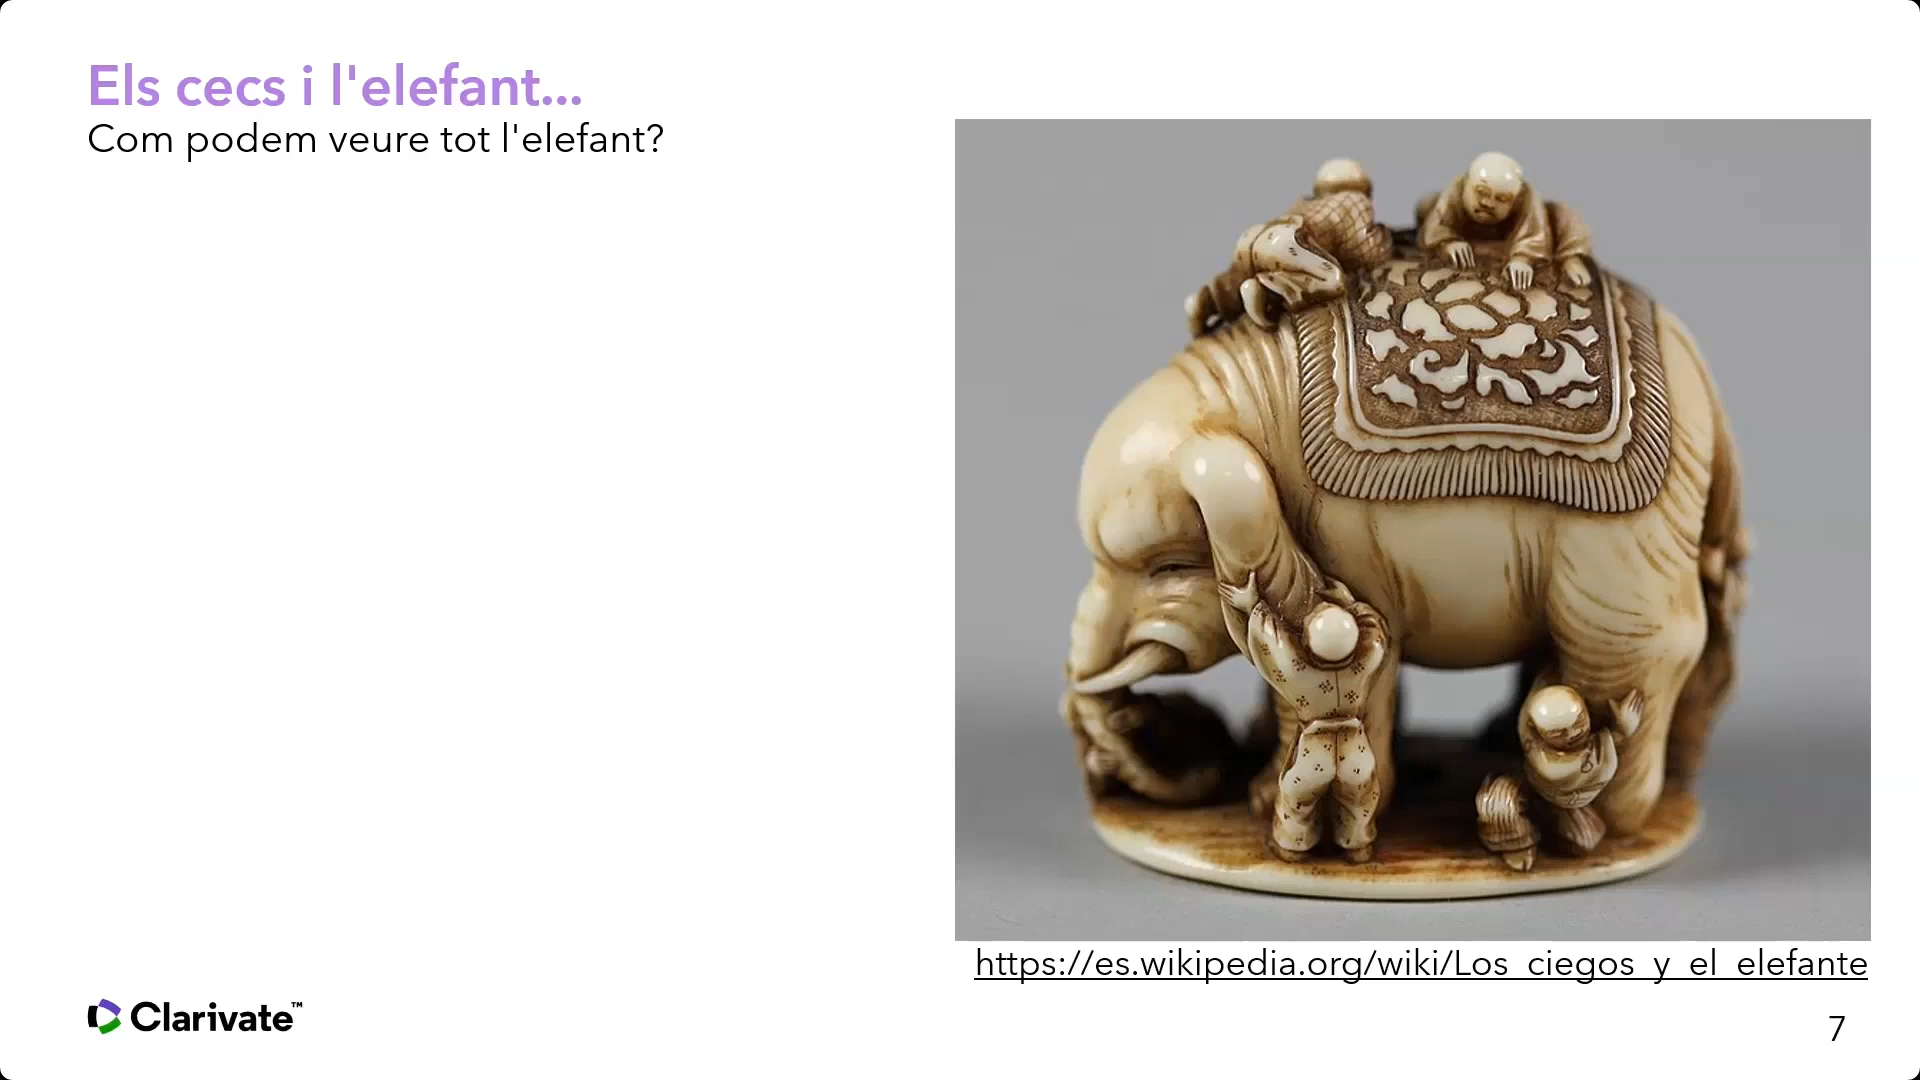 Els cecs i l'elefant...
Com podem veure tot l'elefant?
https://es.wikipedia.org/wiki/Los_ciegos_y_el_elefante
Clarivate™
7